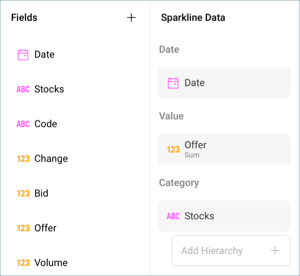 Fields +
Date
ABC Stocks
ABC Code
123 Change
123 Bid
123 Offer
123 Volume
Sparkline Data
Date
Date
Value
123 Offer
Sum
Category
ABC Stocks
Add Hierarchy +